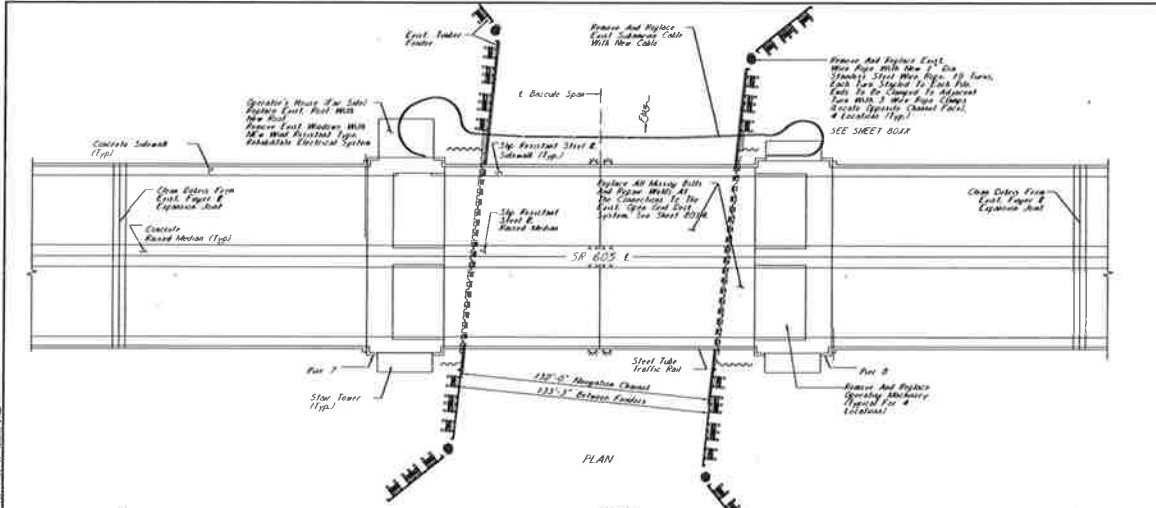 Exist. Timber
Fender
Remove And Replace
Exist Submarine Cable
With New Cable
Remove And Replace Exist.
Wire Rope With New 1" Dia
Stainless Steel Wire Rope. 10 Turns,
Each Turn Stapled To Each Pile.
Ends To Be Clamped To Adjacent
Turn With 3 Wire Rope Clamps
(Locate Opposite Channel Face).
4 Locations (Typ.)
SEE SHEET
℄ Bascule Span
Operator's House (Far Side)
Replace Exist. Roof With
New Roof
Remove Exist Windows With
New Wind Resistant Type.
Rehabilitate Electrical System
Concrete Sidewalk
(Typ)
Slip Resistant Steel ℄
Sidewalk (Typ.)
Clean Debris From
Exist. Finger ℄
Expansion Joint
Replace All Missing Bolts
And Repair Welds At
The Connections To The
Exist. Open Grid Deck
System. See Sheet
Clean Debris From
Exist. Finger ℄
Expansion Joint
Slip Resistant
Steel ℄
Raised Median
Concrete
Raised Median (Typ)
SR 605 ℄
Pier 7
Steel Tube
Traffic Rail
Pier 8
Stair Tower
(Typ.)
Navigation Channel
Between Fenders
Remove And Replace
Operating Machinery
(Typical For 4
Locations)
PLAN